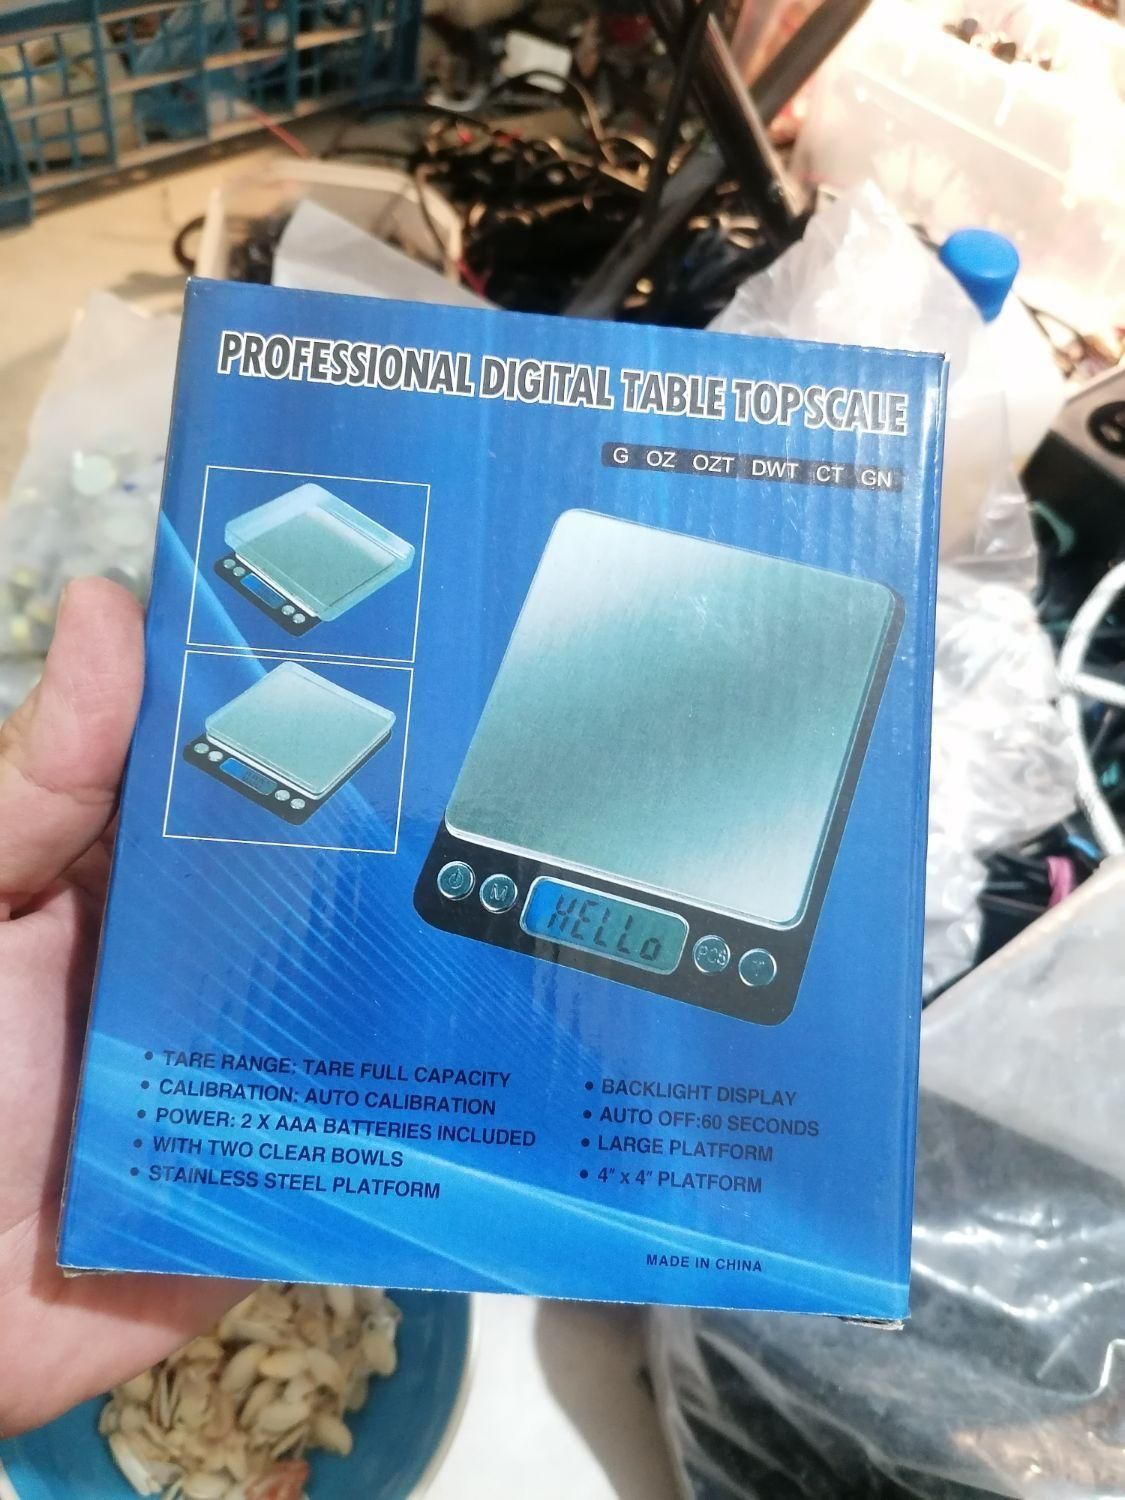 PROFESSIONAL DIGITAL TABLE TOPSCALE
G OZ OZT DWT CT GN
M
HELLo
PCS
T
• TARE RANGE: TARE FULL CAPACITY
• CALIBRATION: AUTO CALIBRATION
• POWER: 2 X AAA BATTERIES INCLUDED
• WITH TWO CLEAR BOWLS
• STAINLESS STEEL PLATFORM
• BACKLIGHT DISPLAY
• AUTO OFF:60 SECONDS
• LARGE PLATFORM
• 4" x 4" PLATFORM
MADE IN CHINA